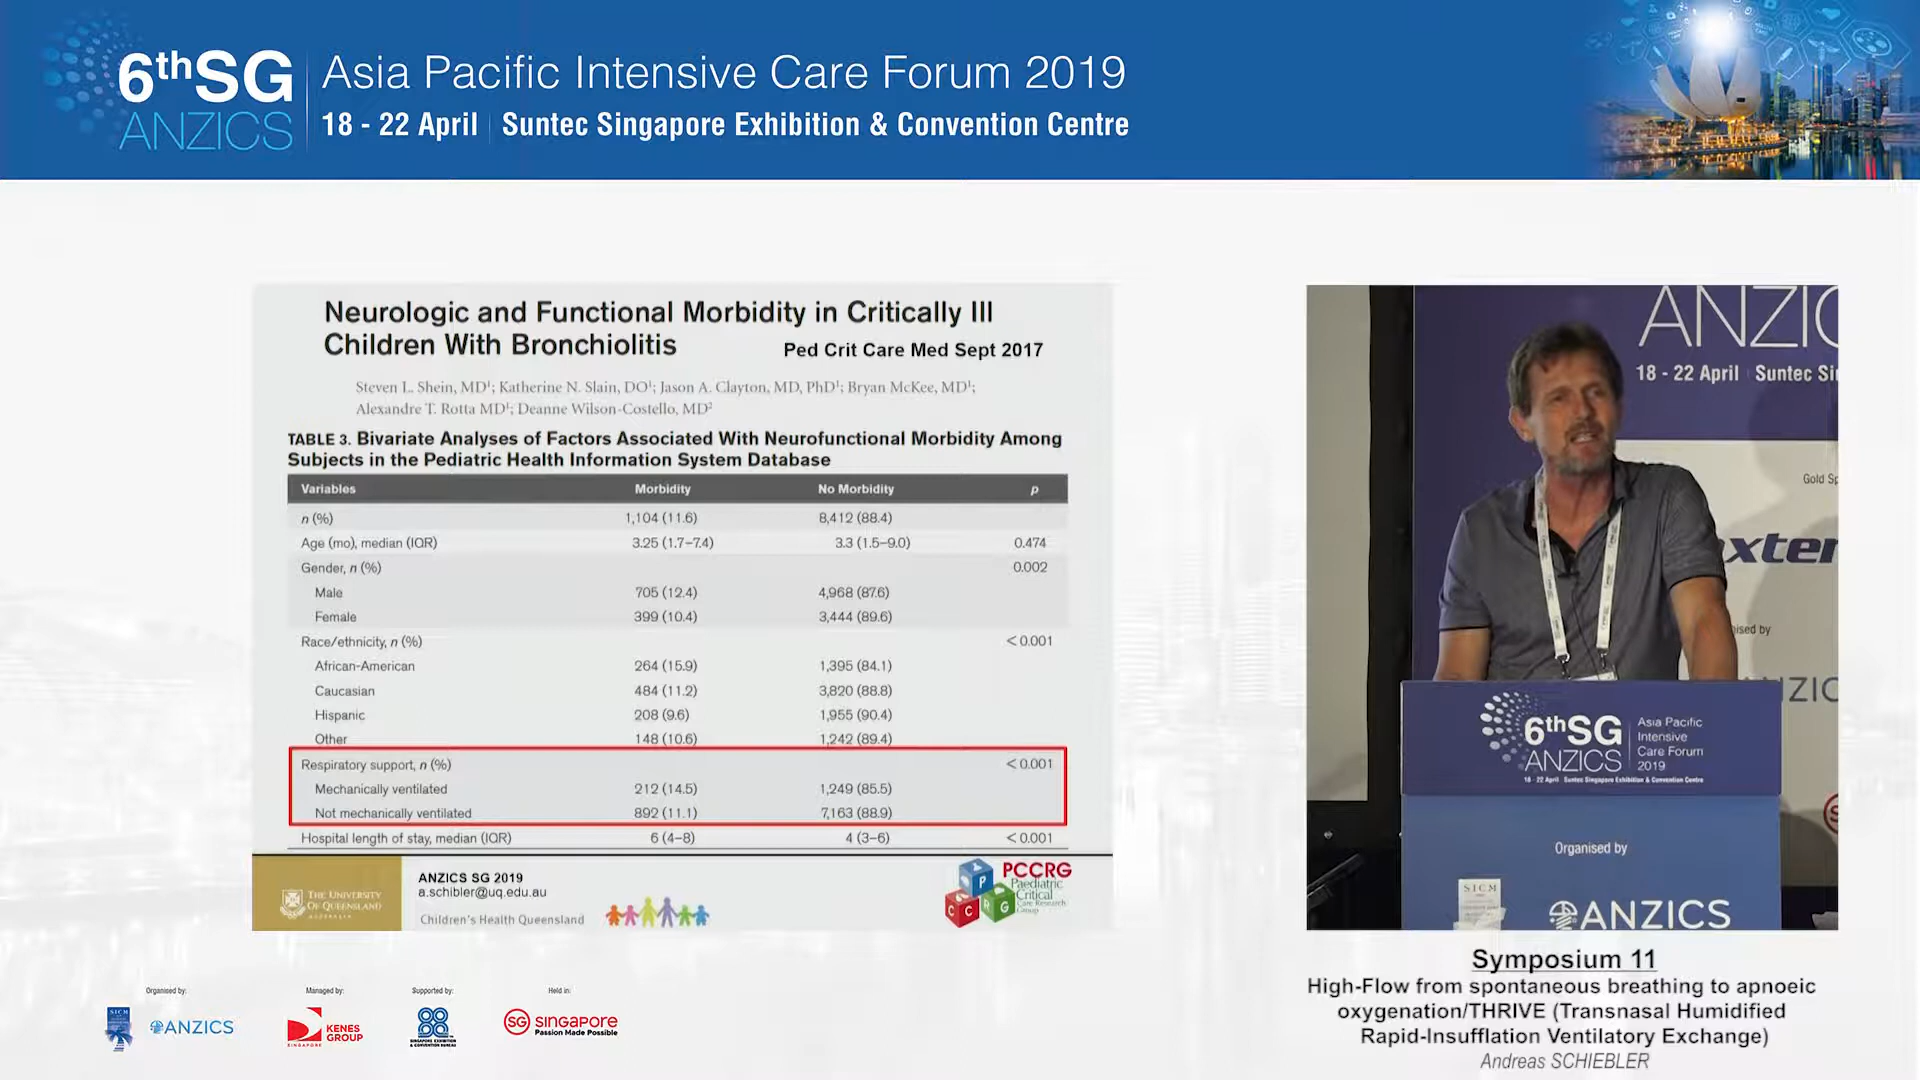 6thSG
ANZICS
Asia Pacific Intensive Care Forum 2019
18 - 22 April | Suntec Singapore Exhibition & Convention Centre
Neurologic and Functional Morbidity in Critically Ill
Children With Bronchiolitis
Ped Crit Care Med Sept 2017
Steven L. Shein, MD¹; Katherine N. Slain, DO¹; Jason A. Clayton, MD, PhD¹; Bryan McKee, MD¹;
Alexandre T. Rotta MD¹; Deanne Wilson-Costello, MD²
TABLE 3. Bivariate Analyses of Factors Associated With Neurofunctional Morbidity Among
Subjects in the Pediatric Health Information System Database
Variables Morbidity No Morbidity p
n (%) 1,104 (11.6) 8,412 (88.4)
Age (mo), median (IQR) 3.25 (1.7–7.4) 3.3 (1.5–9.0) 0.474
Gender, n (%) 0.002
Male 705 (12.4) 4,968 (87.6)
Female 399 (10.4) 3,444 (89.6)
Race/ethnicity, n (%) < 0.001
African-American 264 (15.9) 1,395 (84.1)
Caucasian 484 (11.2) 3,820 (88.8)
Hispanic 208 (9.6) 1,955 (90.4)
Other 148 (10.6) 1,242 (89.4)
Respiratory support, n (%) < 0.001
Mechanically ventilated 212 (14.5) 1,249 (85.5)
Not mechanically ventilated 892 (11.1) 7,163 (88.9)
Hospital length of stay, median (IQR) 6 (4–8) 4 (3–6) < 0.001
THE UNIVERSITY
OF QUEENSLAND
AUSTRALIA
ANZICS SG 2019
a.schibler@uq.edu.au
Children's Health Queensland
P C C R G
PCCRG
Paediatric
Critical
Care Research
Group
ANZIC
18 - 22 April Suntec Si
Gold Sp
xter
ised by
NZIC
6thSG
ANZICS
Asia Pacific
Intensive
Care Forum
2019
18 - 22 April Suntec Singapore Exhibition & Convention Centre
Organised by
SICM
ANZICS
Symposium 11
High-Flow from spontaneous breathing to apnoeic
oxygenation/THRIVE (Transnasal Humidified
Rapid-Insufflation Ventilatory Exchange)
Andreas SCHIEBLER
Organised by:
SICM
ANZICS
Managed by:
KENES
GROUP
SINGAPORE
Supported by:
SINGAPORE EXHIBITION
& CONVENTION BUREAU
Held in:
SG SINGAPORE
Passion Made Possible